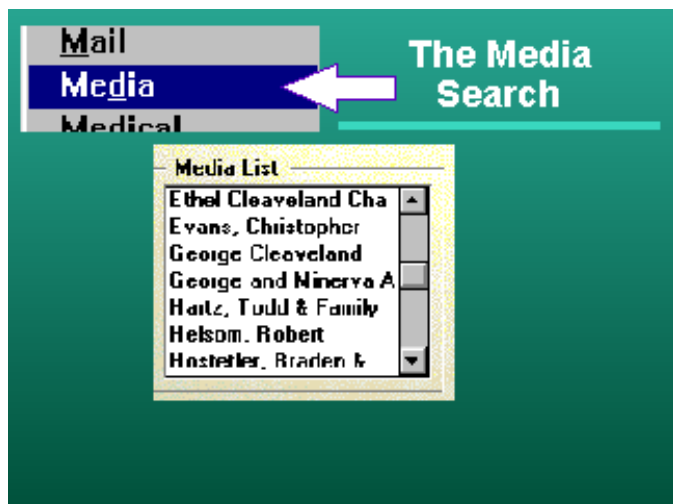 Mail
Media
Medical
The Media
Search
Media List
Ethel Cleaveland Cha
Evans, Christopher
George Cleaveland
George and Minerva A
Hartz, Todd & Family
Helsom, Robert
Hostetler, Braden &